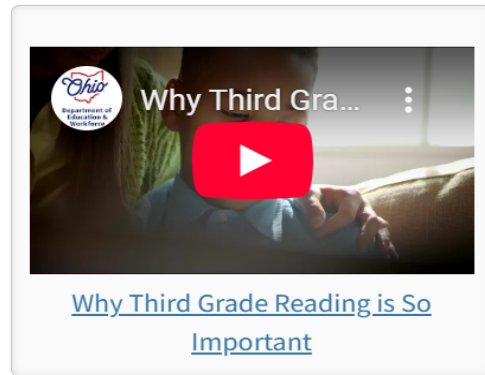 Ohio
Department of
Education &
Workforce
Why Third Gra...
Why Third Grade Reading is So
Important